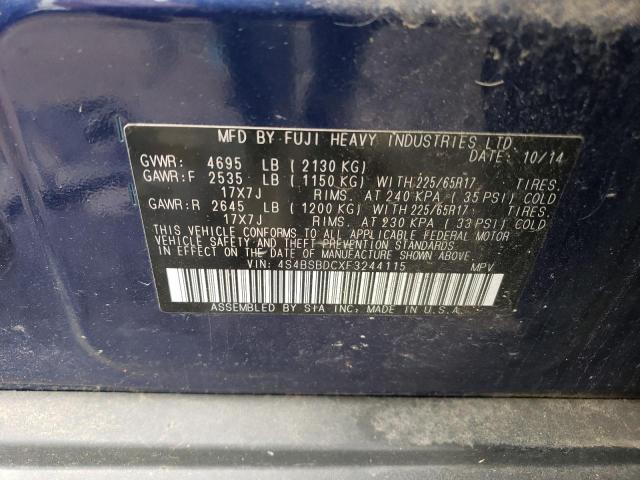 MFD BY FUJI HEAVY INDUSTRIES LTD.
DATE: 10/14
GVWR: 4695 LB (2130 KG)
GAWR:F 2535 LB (1150 KG) WITH 225/65R17 TIRES.
17X7J RIMS. AT 240 KPA (35 PSI) COLD
GAWR:R 2645 LB (1200 KG) WITH 225/65R17 TIRES.
17X7J RIMS. AT 230 KPA (33 PSI) COLD
THIS VEHICLE CONFORMS TO ALL APPLICABLE FEDERAL MOTOR
VEHICLE SAFETY AND THEFT PREVENTION STANDARDS
IN EFFECT ON THE DATE OF MANUFACTURE SHOWN ABOVE.
VIN: 4S4BSBDCXF3244115 MPV
ASSEMBLED BY SIA INC, MADE IN U.S.A.